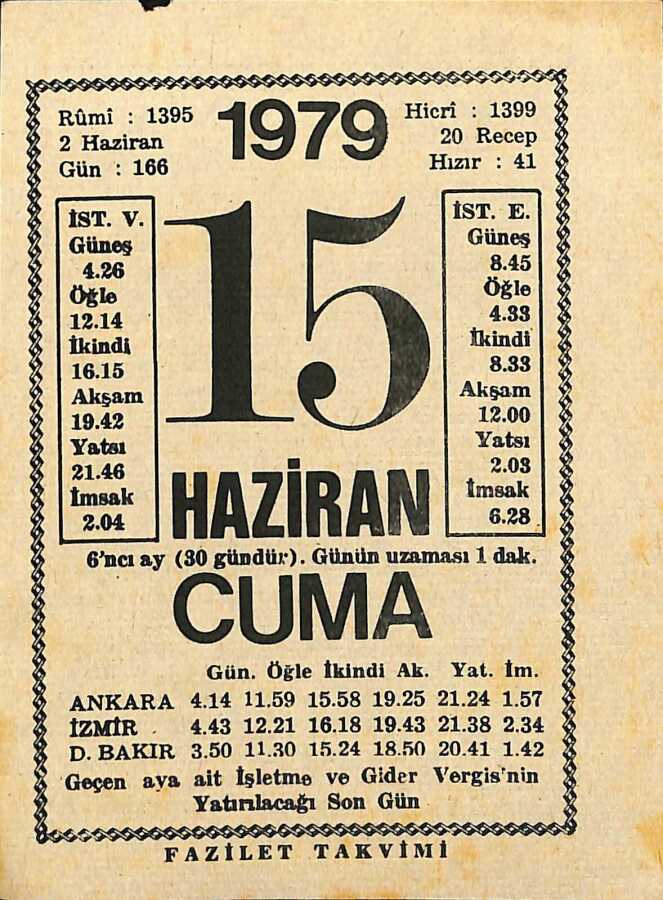 Rûmî : 1395
2 Haziran
Gün : 166
1979
Hicrî : 1399
20 Recep
Hızır : 41
İST. V.
Güneş
4.26
Öğle
12.14
İkindi
16.15
Akşam
19.42
Yatsı
21.46
İmsak
2.04
15
İST. E.
Güneş
8.45
Öğle
4.33
İkindi
8.33
Akşam
12.00
Yatsı
2.03
İmsak
6.28
HAZİRAN
6'ncı ay (30 gündür). Günün uzaması 1 dak.
CUMA
Gün. Öğle İkindi Ak. Yat. İm.
ANKARA 4.14 11.59 15.58 19.25 21.24 1.57
İZMİR 4.43 12.21 16.18 19.43 21.38 2.34
D. BAKIR 3.50 11.30 15.24 18.50 20.41 1.42
Geçen aya ait İşletme ve Gider Vergis'nin
Yatırılacağı Son Gün
FAZİLET TAKVİMİ